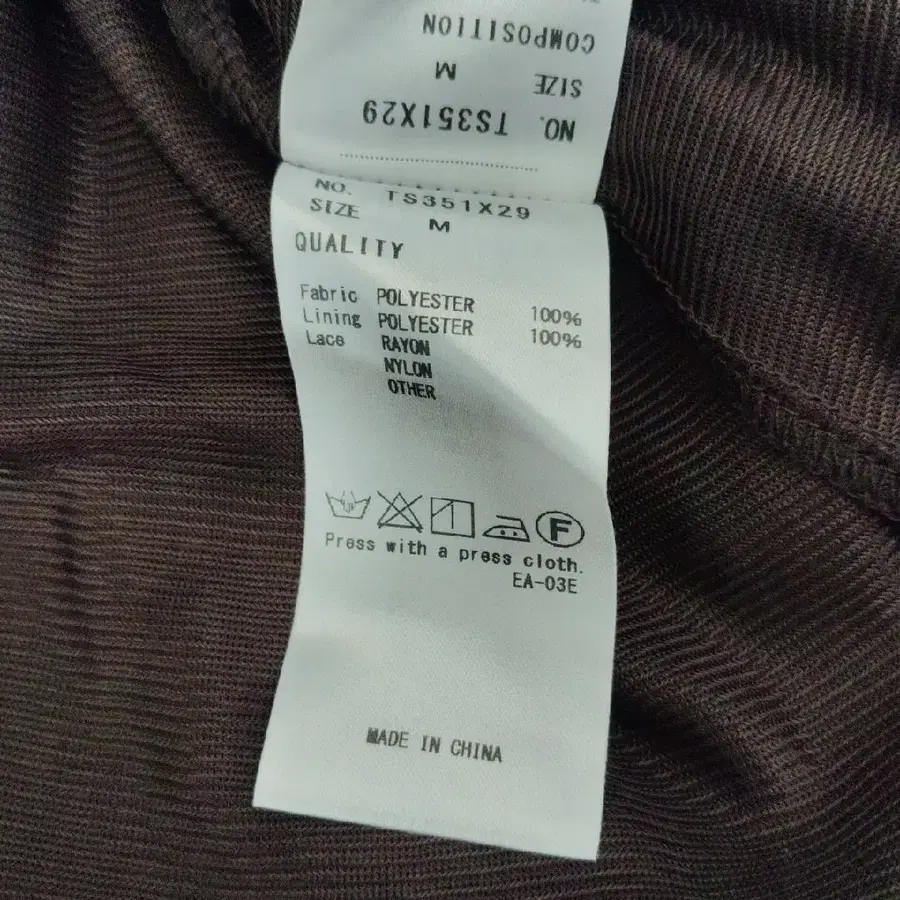 COMPOSITION
SIZE M
NO. TS351X29
NO. TS351X29
SIZE M
QUALITY
Fabric POLYESTER 100%
Lining POLYESTER 100%
Lace RAYON
NYLON
OTHER
F
Press with a press cloth.
EA-03E
MADE IN CHINA